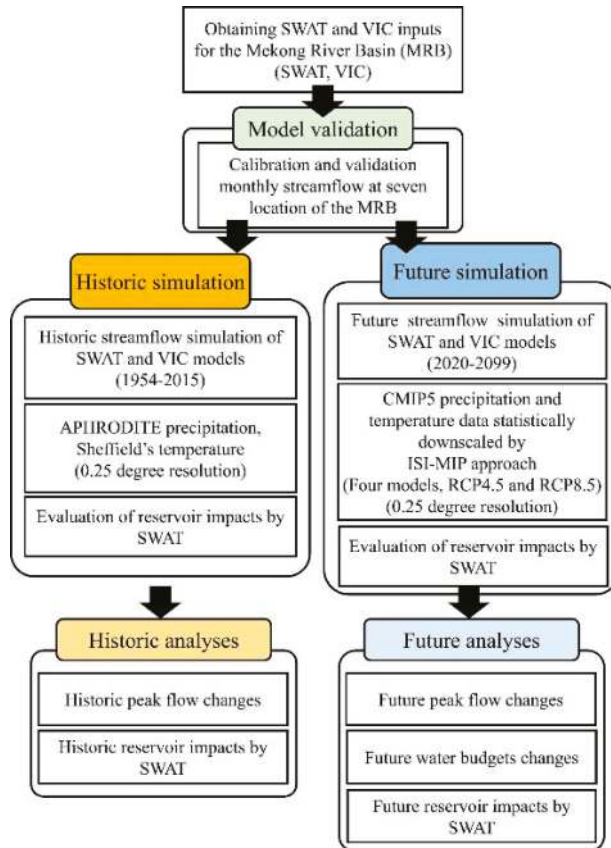 Obtaining SWAT and VIC inputs
for the Mekong River Basin (MRB)
(SWAT, VIC)
Model validation
Calibration and validation
monthly streamflow at seven
location of the MRB
Historic simulation
Historic streamflow simulation of
SWAT and VIC models
(1954-2015)
APHRODITE precipitation,
Sheffield's temperature
(0.25 degree resolution)
Evaluation of reservoir impacts by
SWAT
Future simulation
Future streamflow simulation of
SWAT and VIC models
(2020-2099)
CMIP5 precipitation and
temperature data statistically
downscaled by
ISI-MIP approach
(Four models, RCP4.5 and RCP8.5)
(0.25 degree resolution)
Evaluation of reservoir impacts by
SWAT
Historic analyses
Historic peak flow changes
Historic reservoir impacts by
SWAT
Future analyses
Future peak flow changes
Future water budgets changes
Future reservoir impacts by
SWAT